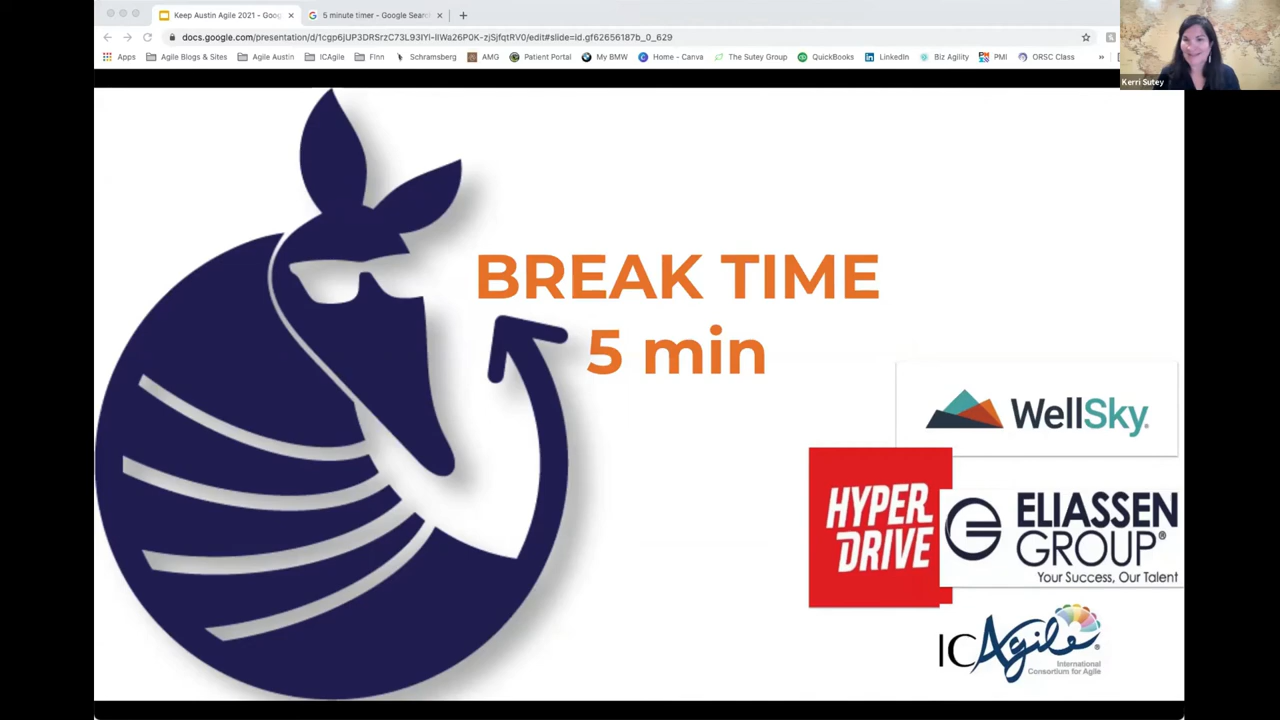 Keep Austin Agile 2021 - Goog
5 minute timer - Google Searc
docs.google.com/presentation/d/1cgp6jUP3DRSrzC73L93IYl-IiWa26P0K-zjSjfqtRV0/edit#slide=id.gf62656187b_0_629
Apps
Agile Blogs & Sites
Agile Austin
ICAgile
FInn
Schramsberg
AMG
Patient Portal
My BMW
Home - Canva
The Sutey Group
QuickBooks
LinkedIn
Biz Agility
PMI
ORSC Class
Kerri Sutey
BREAK TIME
5 min
WellSky®
HYPER
DRIVE
ELIASSEN
GROUP®
Your Success, Our Talent
ICAgile®
International
Consortium for Agile